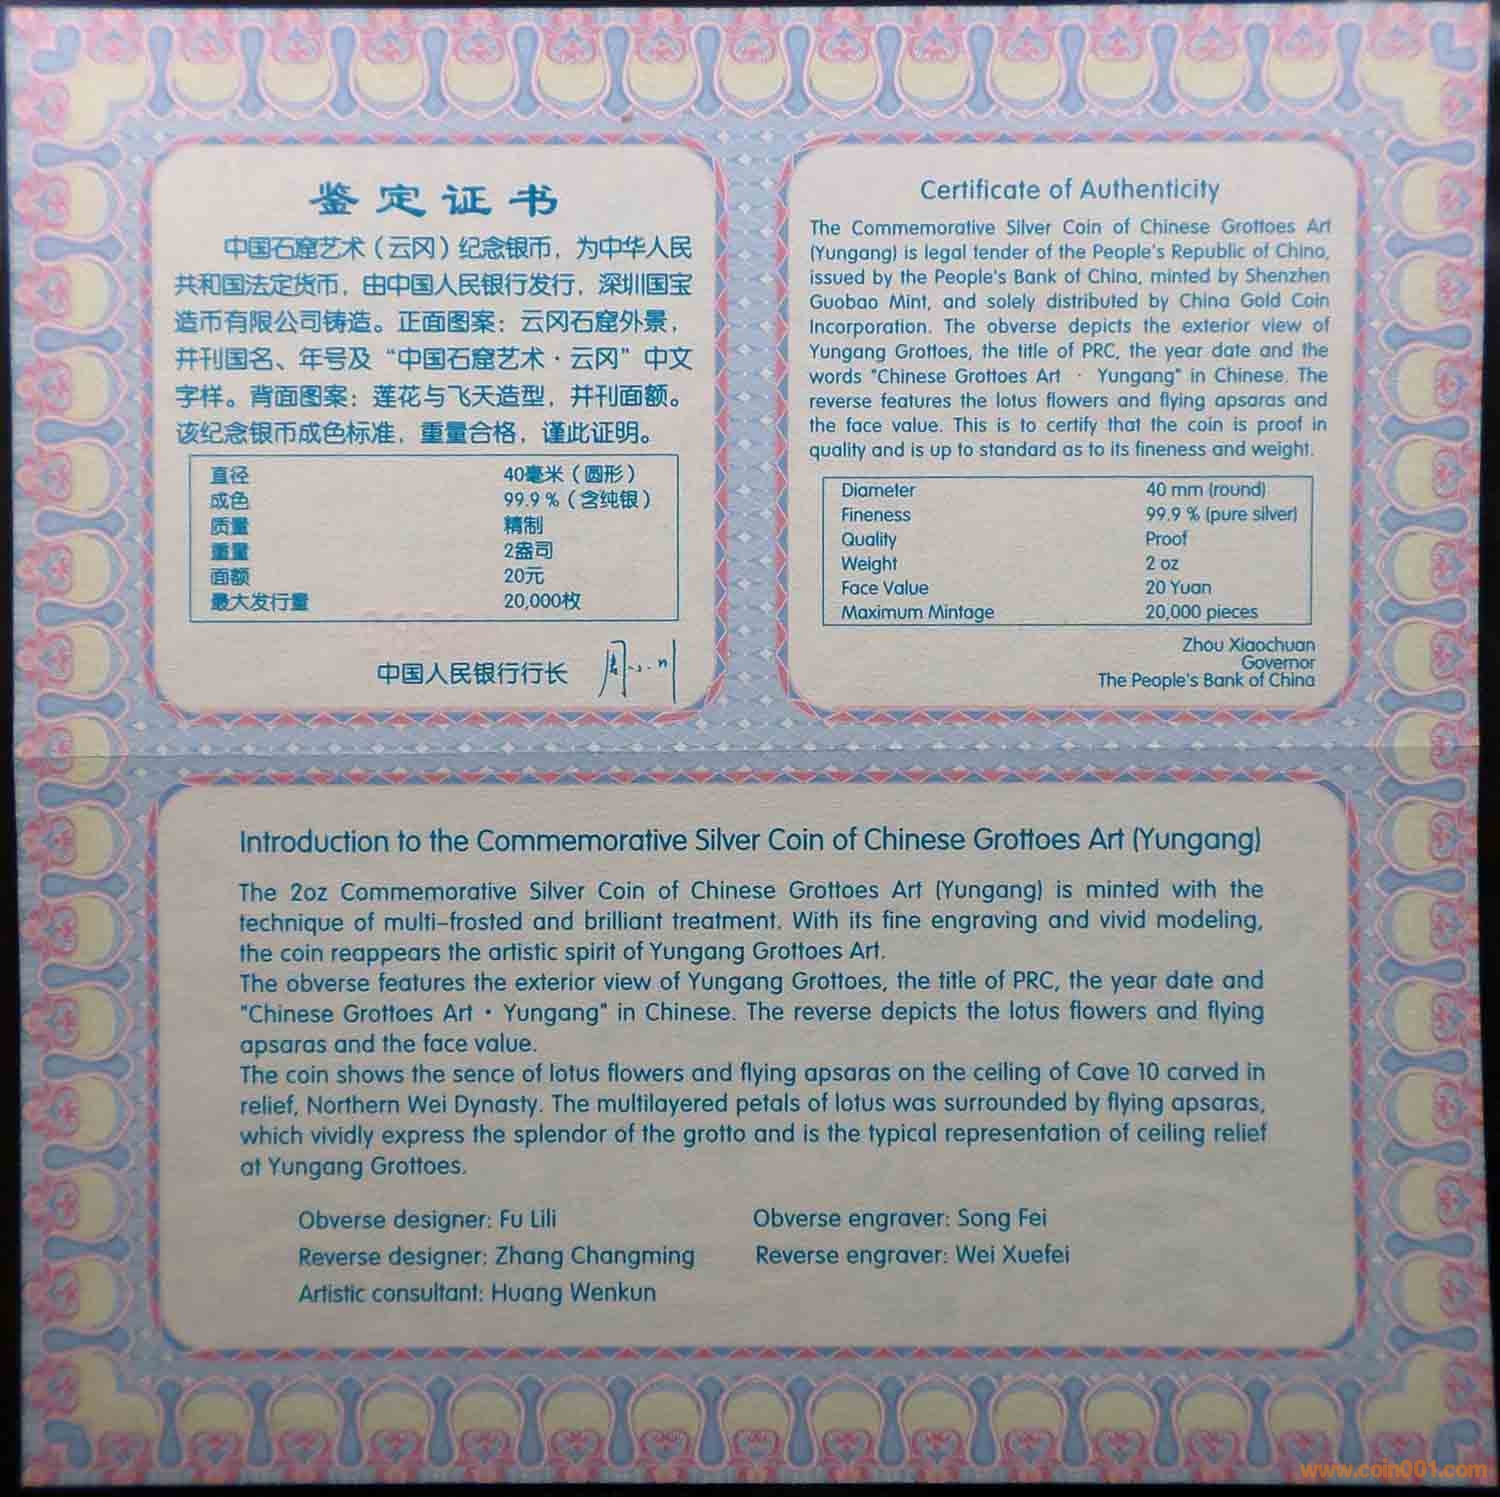 鉴定证书
中国石窟艺术（云冈）纪念银币，为中华人民
共和国法定货币，由中国人民银行发行，深圳国宝
造币有限公司铸造。正面图案：云冈石窟外景，
并刊国名、年号及“中国石窟艺术·云冈”中文
字样。背面图案：莲花与飞天造型，并刊面额。
该纪念银币成色标准，重量合格，谨此证明。
直径 40毫米（圆形）
成色 99.9％（含纯银）
质量 精制
重量 2盎司
面额 20元
最大发行量 20,000枚
中国人民银行行长
Certificate of Authenticity
The Commemorative Silver Coin of Chinese Grottoes Art
(Yungang) is legal tender of the People's Republic of China,
issued by the People's Bank of China, minted by Shenzhen
Guobao Mint, and solely distributed by China Gold Coin
Incorporation. The obverse depicts the exterior view of
Yungang Grottoes, the title of PRC, the year date and the
words "Chinese Grottoes Art · Yungang" in Chinese. The
reverse features the lotus flowers and flying apsaras and
the face value. This is to certify that the coin is proof in
quality and is up to standard as to its fineness and weight.
Diameter 40 mm (round)
Fineness 99.9 % (pure silver)
Quality Proof
Weight 2 oz
Face Value 20 Yuan
Maximum Mintage 20,000 pieces
Zhou Xiaochuan
Governor
The People's Bank of China
Introduction to the Commemorative Silver Coin of Chinese Grottoes Art (Yungang)
The 2oz Commemorative Silver Coin of Chinese Grottoes Art (Yungang) is minted with the
technique of multi-frosted and brilliant treatment. With its fine engraving and vivid modeling,
the coin reappears the artistic spirit of Yungang Grottoes Art.
The obverse features the exterior view of Yungang Grottoes, the title of PRC, the year date and
"Chinese Grottoes Art · Yungang" in Chinese. The reverse depicts the lotus flowers and flying
apsaras and the face value.
The coin shows the sence of lotus flowers and flying apsaras on the ceiling of Cave 10 carved in
relief, Northern Wei Dynasty. The multilayered petals of lotus was surrounded by flying apsaras,
which vividly express the splendor of the grotto and is the typical representation of ceiling relief
at Yungang Grottoes.
Obverse designer: Fu Lili Obverse engraver: Song Fei
Reverse designer: Zhang Changming Reverse engraver: Wei Xuefei
Artistic consultant: Huang Wenkun
www.coin001.com